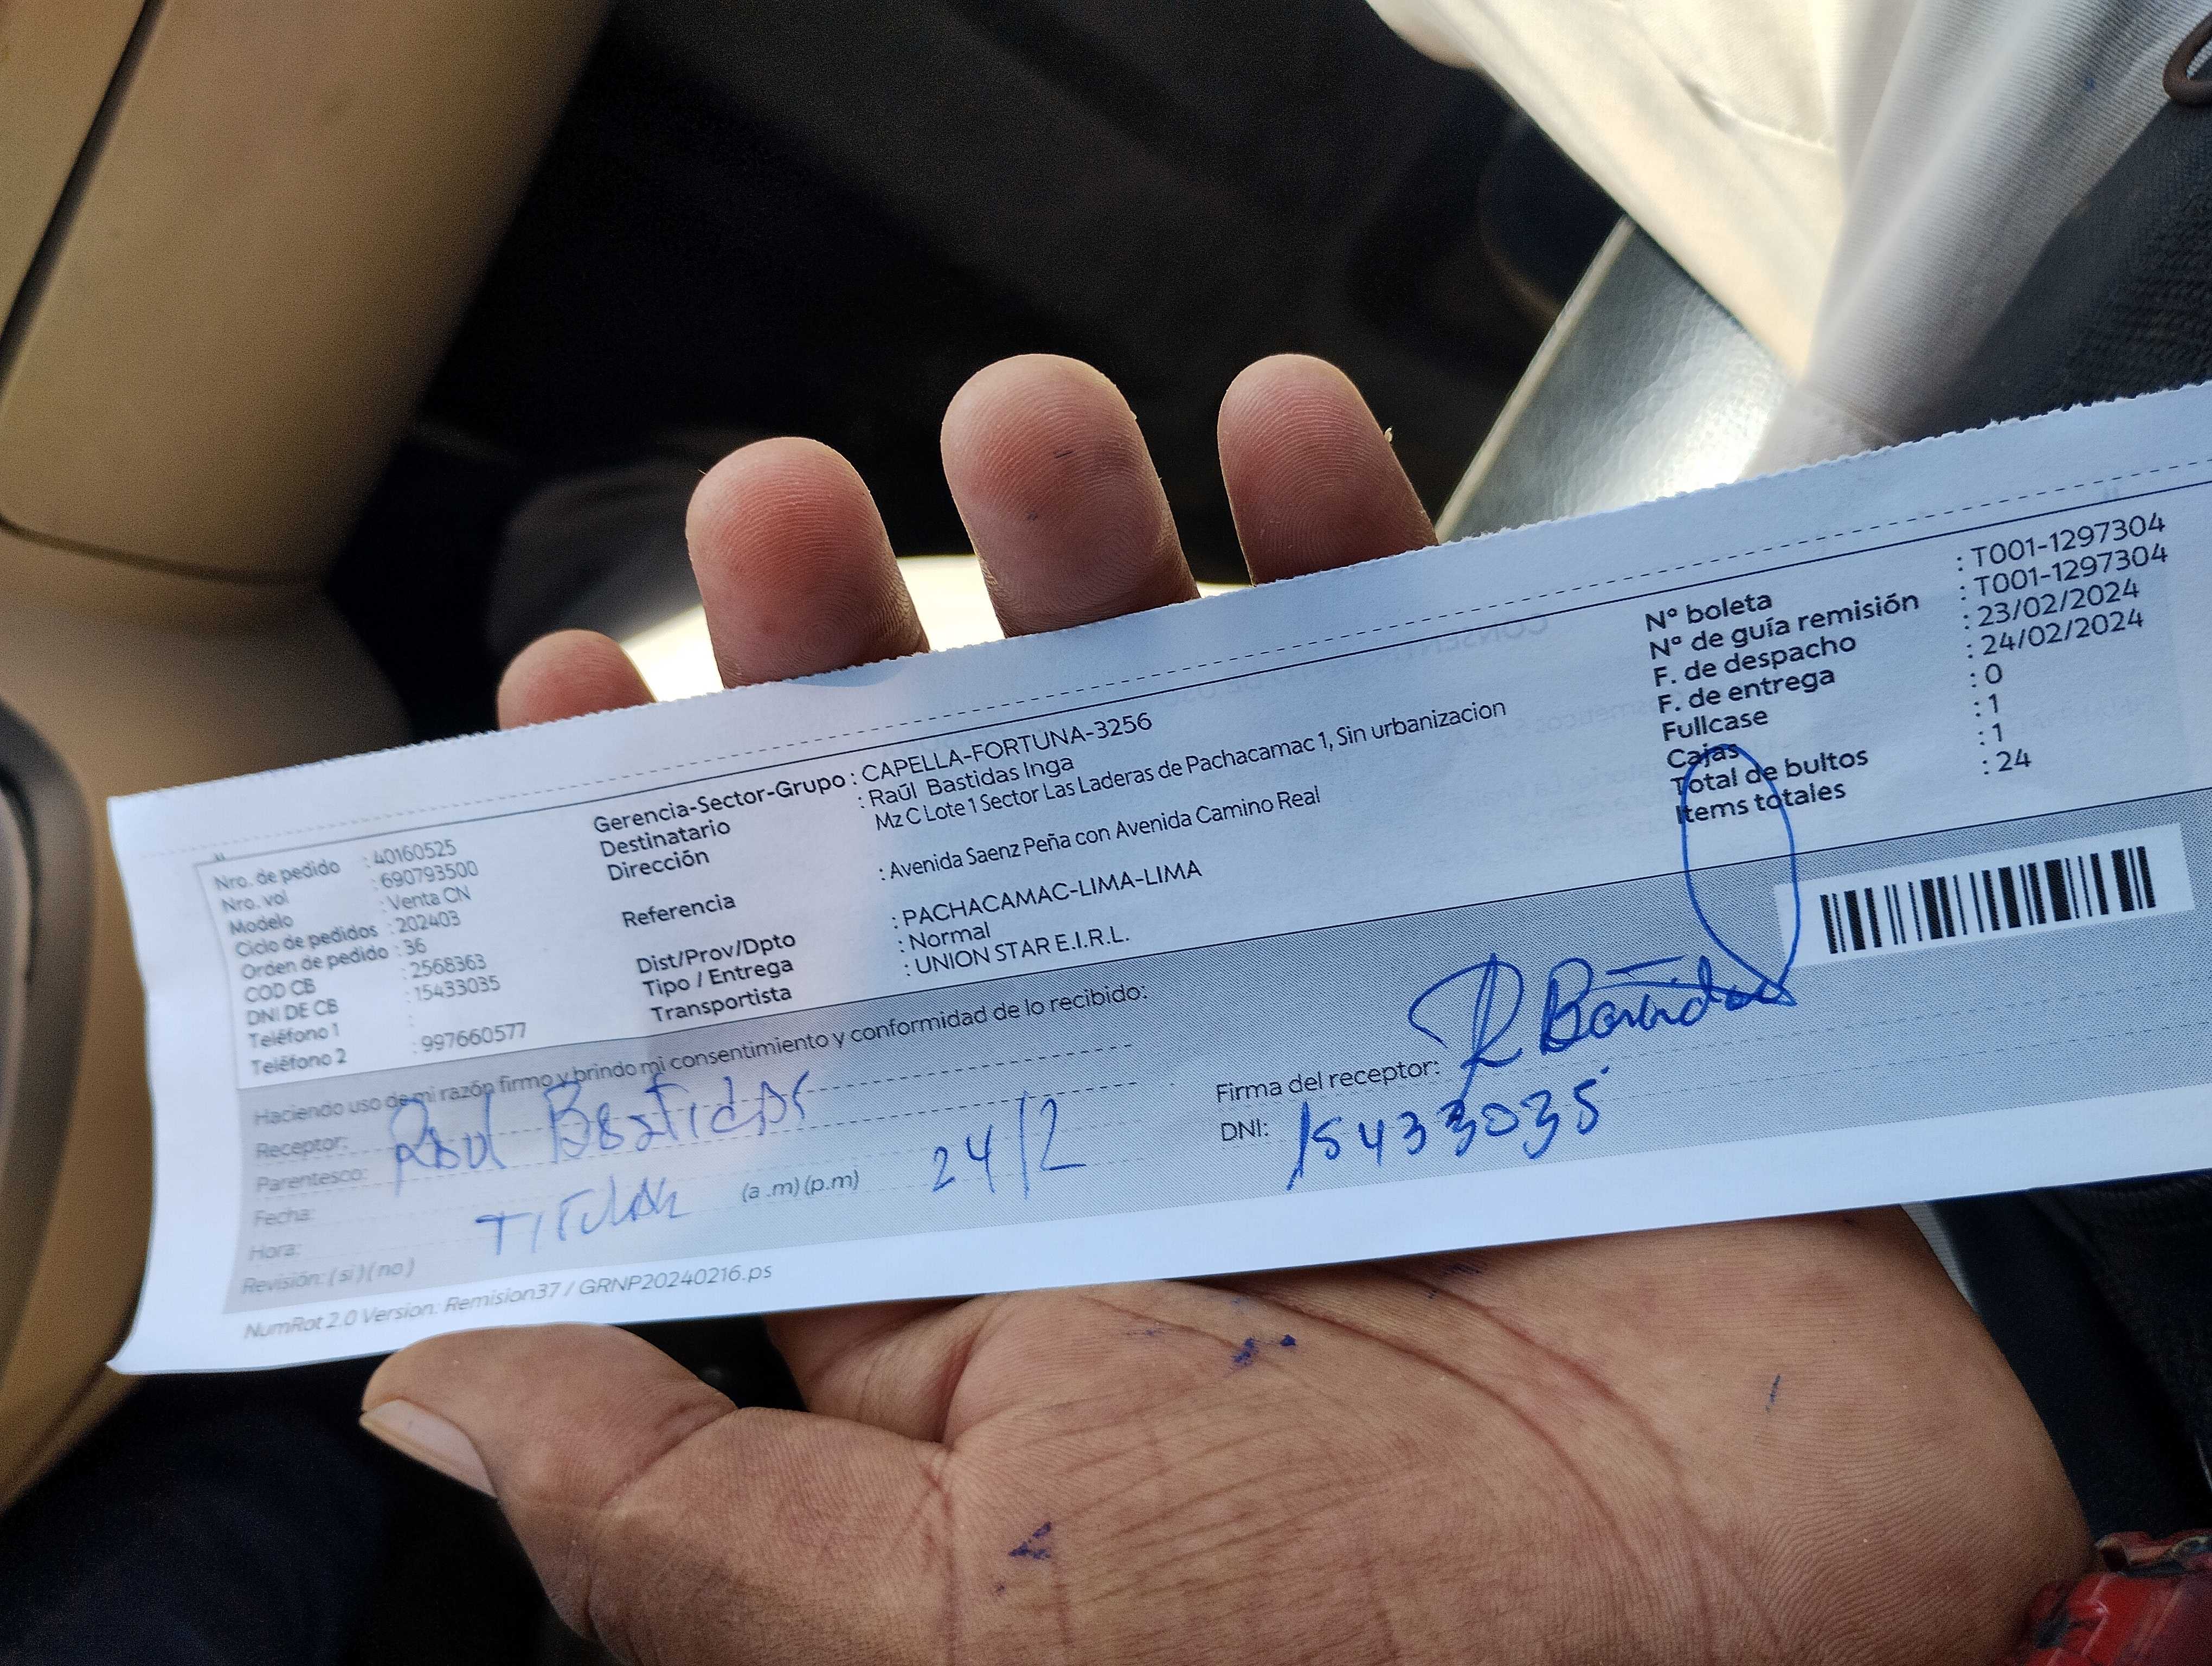 Nro. de pedido : 40160525
Nro. vol : 690793500
Modelo : Venta CN
Ciclo de pedidos : 202403
Orden de pedido : 36
COD CB : 2568363
DNI DE CB : 15433035
Teléfono 1 :
Teléfono 2 : 997660577
Gerencia-Sector-Grupo : CAPELLA-FORTUNA-3256
Destinatario : Raúl Bastidas Inga
Dirección Mz C Lote 1 Sector Las Laderas de Pachacamac 1, Sin urbanizacion
Referencia : Avenida Saenz Peña con Avenida Camino Real
Dist/Prov/Dpto : PACHACAMAC-LIMA-LIMA
Tipo / Entrega : Normal
Transportista : UNION STAR E.I.R.L.
N° boleta : T001-1297304
N° de guía remisión : T001-1297304
F. de despacho : 23/02/2024
F. de entrega : 24/02/2024
Fullcase : 0
Cajas : 1
Total de bultos : 1
Items totales : 24
Haciendo uso de mi razón firmo y brindo mi consentimiento y conformidad de lo recibido:
Receptor: Raul Bastidas
Parentesco: TITULAR
Fecha: 24/2
Hora: (a .m) (p.m)
Revisión: ( si ) ( no )
Firma del receptor: R Bastidas
DNI: 15433035
NumRot 2.0 Version: Remision37 / GRNP20240216.ps